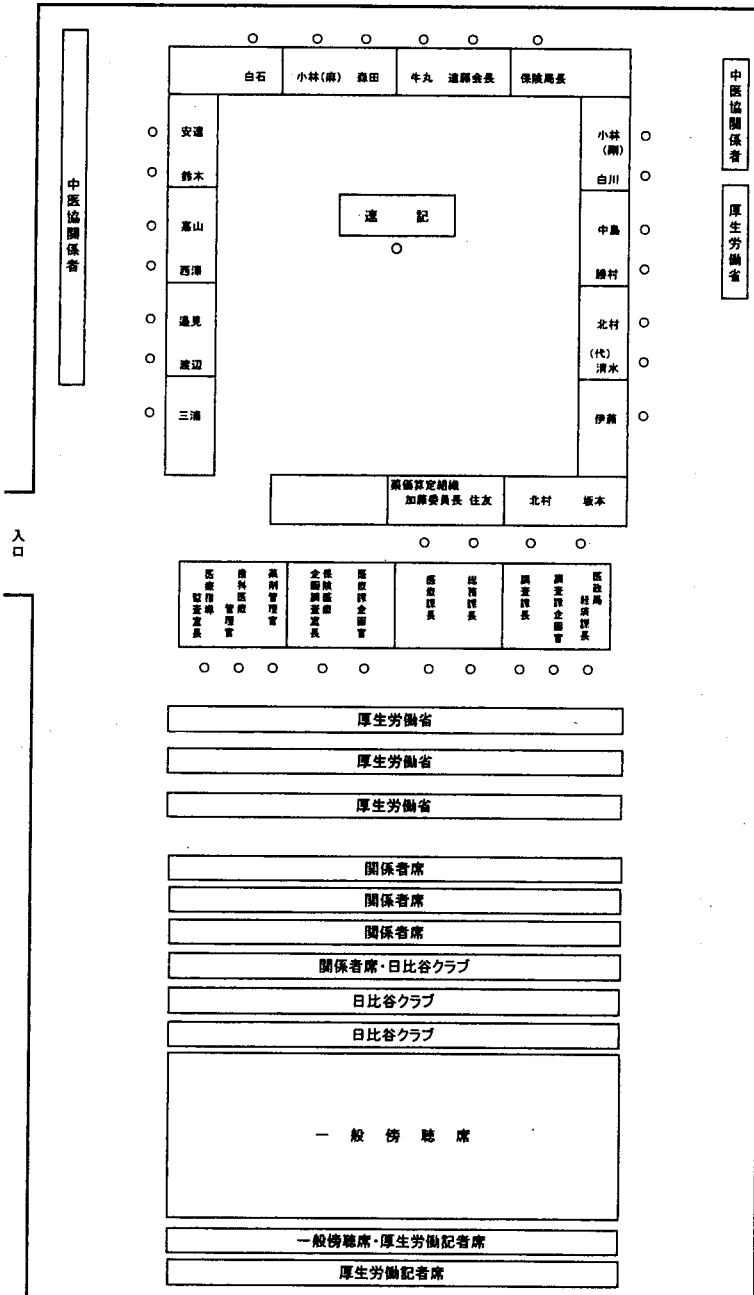 白石 小林(麻) 森田 牛丸 遠藤会長 保険局長
中医協関係者
安達
鈴木
嘉山
西澤
邉見
渡辺
三浦
速 記
小林
(剛)
白川
中島
勝村
北村
(代)
清水
伊藤
中医協関係者
厚生労働省
薬価算定組織
加藤委員長 住友
北村 坂本
入口
医療指導
監査室長
歯科医療
管理官
薬剤管理官
保険医療
企画調査室長
医療課企画官
医療課長
総務課長
調査課長
調査課企画官
医政局
経済課長
厚生労働省
厚生労働省
厚生労働省
関係者席
関係者席
関係者席
関係者席・日比谷クラブ
日比谷クラブ
日比谷クラブ
一 般 傍 聴 席
一般傍聴席・厚生労働記者席
厚生労働記者席